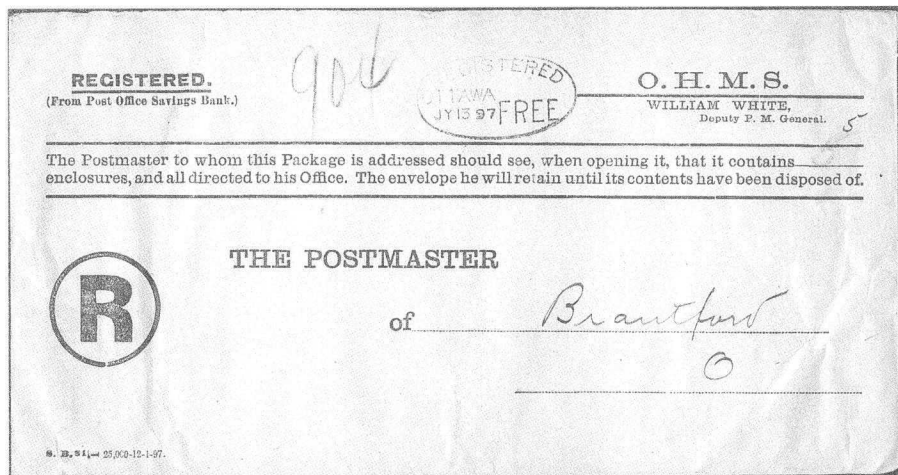 REGISTERED.
(From Post Office Savings Bank.)
90¢
REGISTERED
OTTAWA
JY 13 97 FREE
O. H. M. S.
WILLIAM WHITE,
Deputy P. M. General.
5
The Postmaster to whom this Package is addressed should see, when opening it, that it contains
enclosures, and all directed to his Office. The envelope he will retain until its contents have been disposed of.
R
THE POSTMASTER
of Brantford
O
S. B. 51,—25,000-12-1-97.